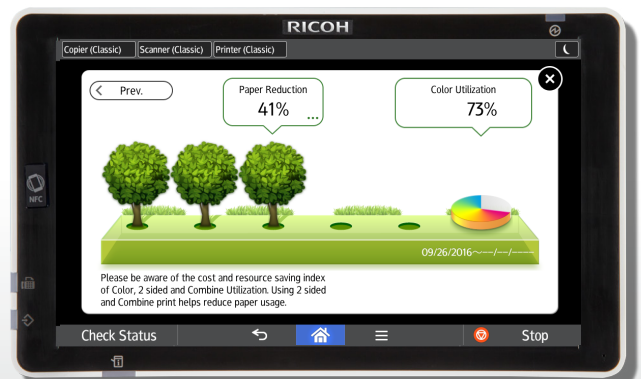 RICOH
Copier (Classic)
Scanner (Classic)
Printer (Classic)
Prev.
Paper Reduction
41%
...
Color Utilization
73%
NFC
09/26/2016~--/--/----
Please be aware of the cost and resource saving index
of Color, 2 sided and Combine Utilization. Using 2 sided
and Combine print helps reduce paper usage.
Check Status
Stop